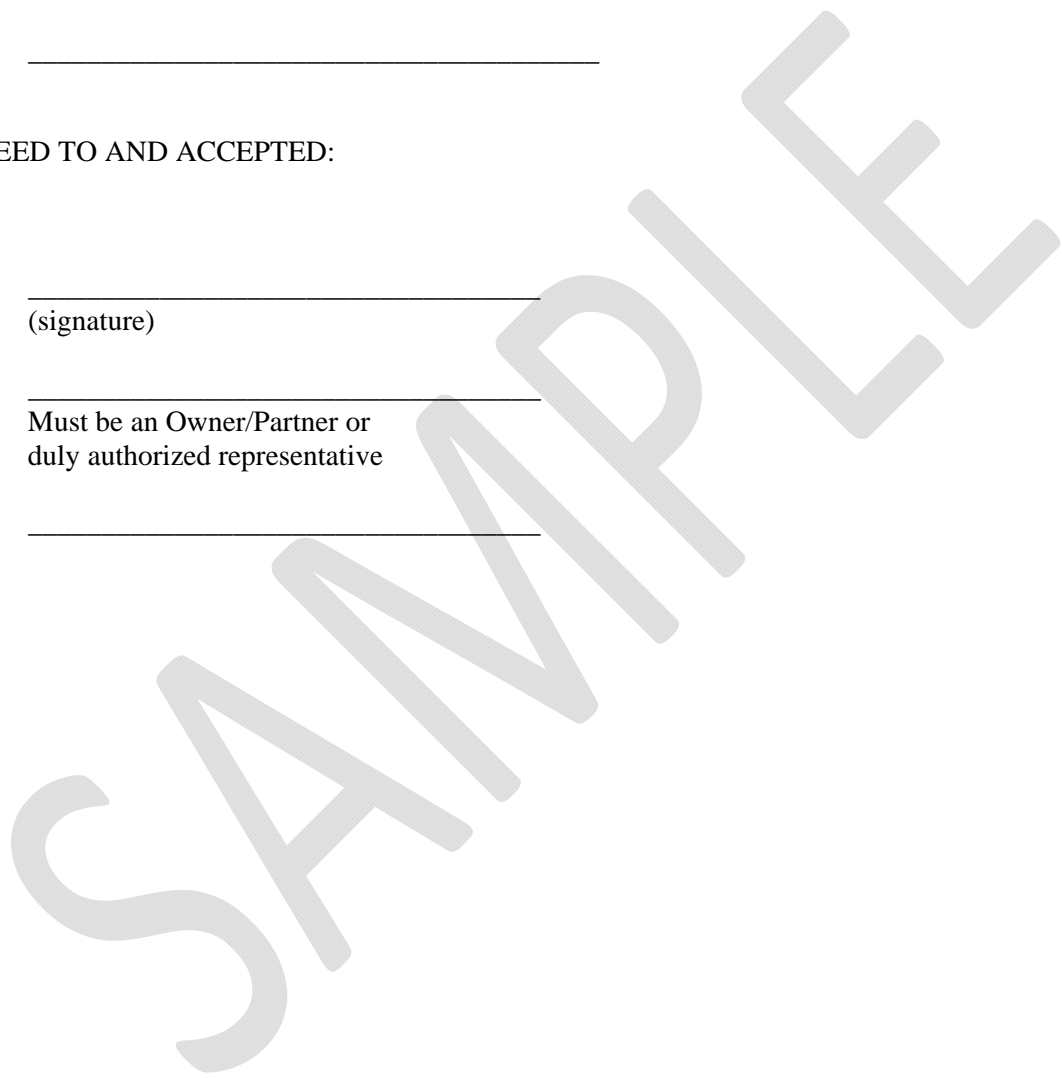 EED TO AND ACCEPTED:
(signature)
Must be an Owner/Partner or
duly authorized representative
SAMPLE